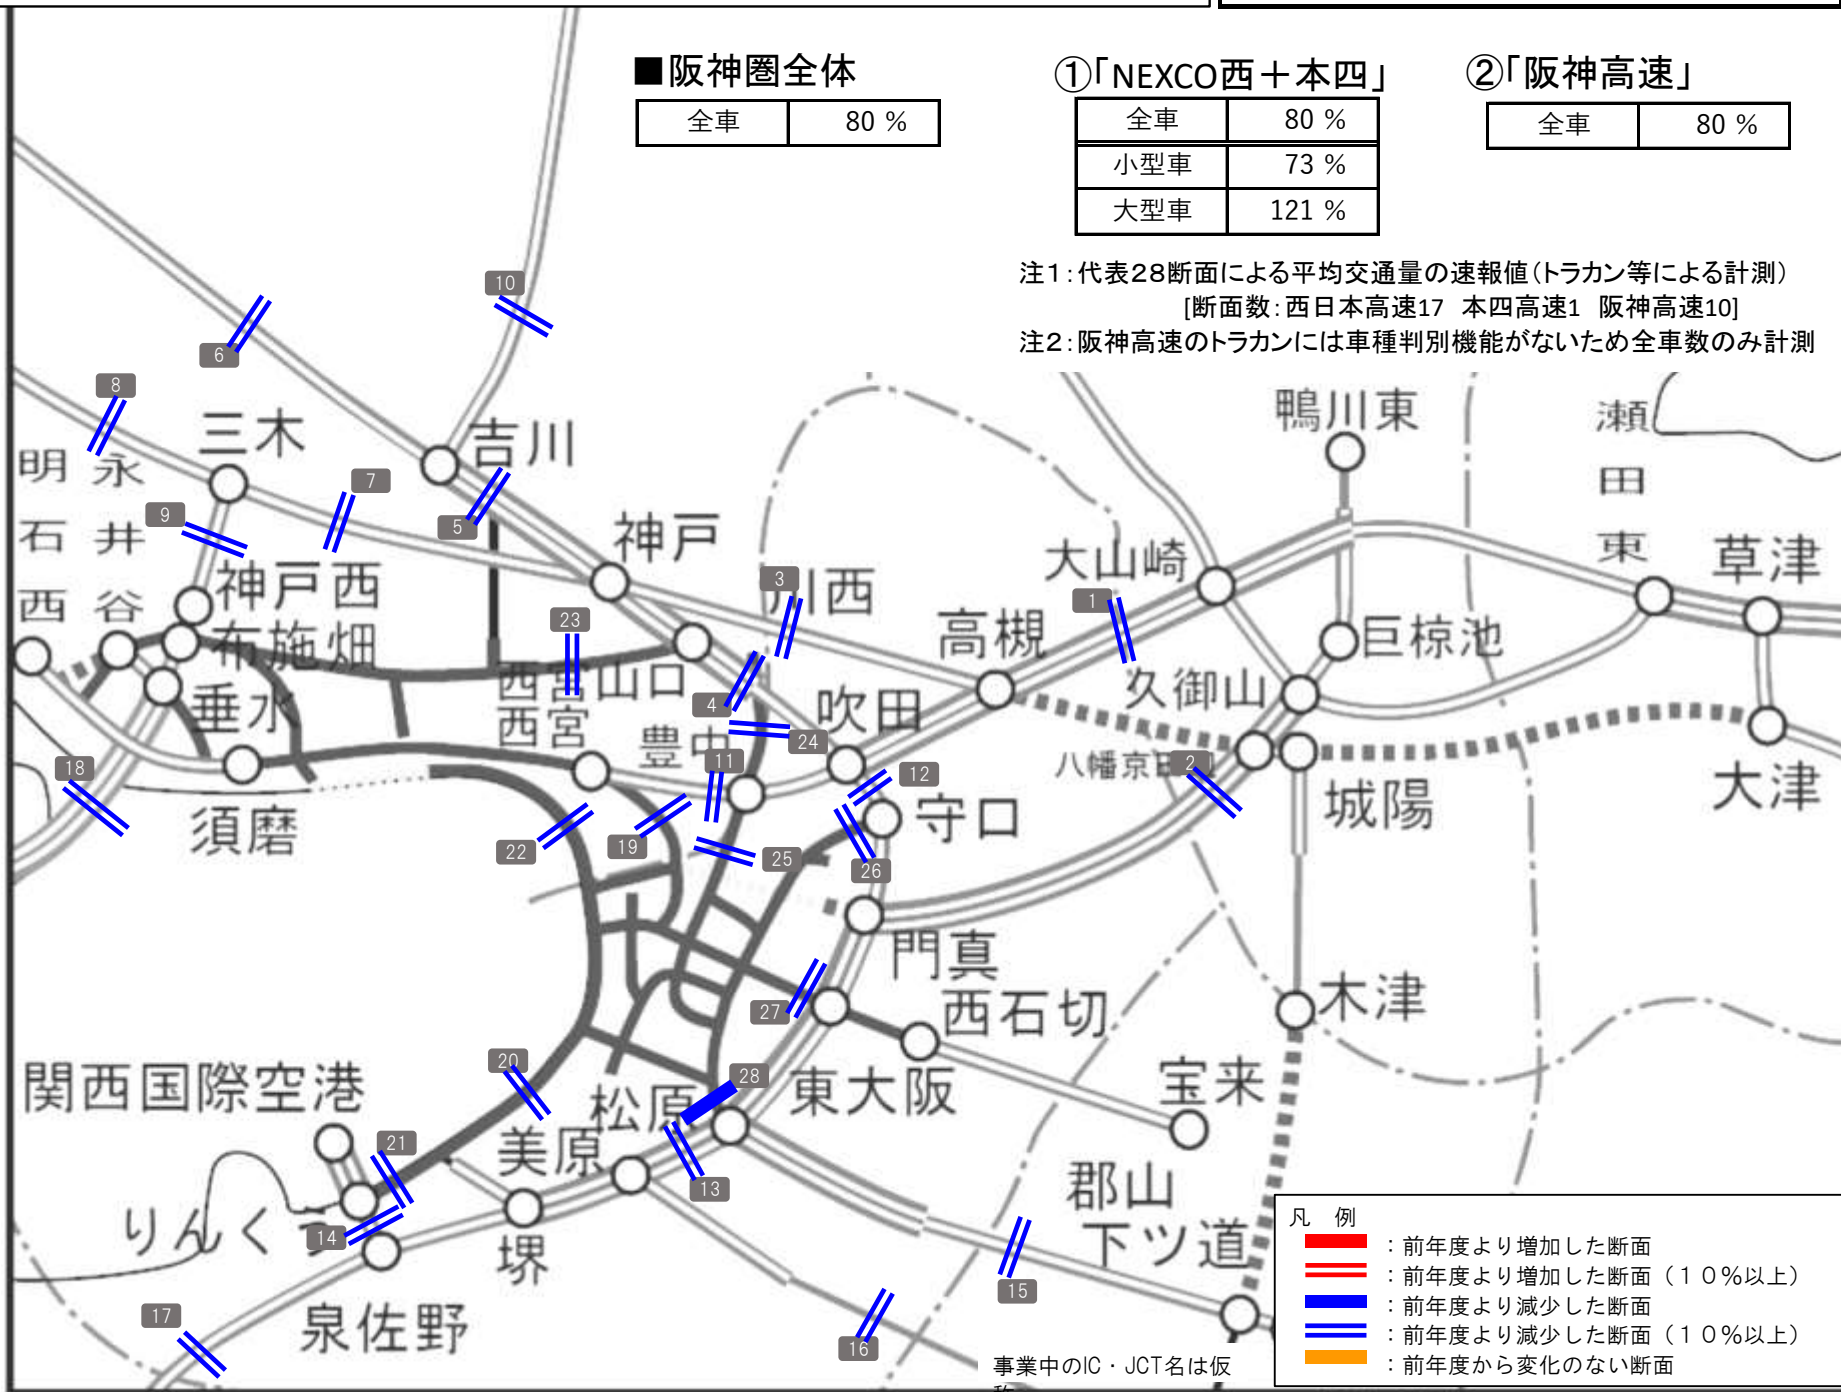 ■阪神圏全体
全車 80 %
①「NEXCO西＋本四」
全車 80 %
小型車 73 %
大型車 121 %
②「阪神高速」
全車 80 %
注1：代表28断面による平均交通量の速報値（トラカン等による計測）
［断面数：西日本高速17 本四高速1 阪神高速10］
注2：阪神高速のトラカンには車種判別機能がないため全車数のみ計測
10
6
8
三木
吉川
鴨川東
瀬田東
明石西
永井谷
7
9
5
神戸
大山崎
草津
神戸西
3
川西
1
高槻
布施畑
23
巨椋池
西宮山口
久御山
4
吹田
垂水
西宮
豊中
24
11
八幡京田
2
18
12
大津
須磨
守口
城陽
22
19
25
26
門真
27
西石切
木津
関西国際空港
20
松原
28
東大阪
宝来
21
美原
13
郡山
りんくう
14
下ツ道
堺
15
17
泉佐野
16
事業中のIC・JCT名は仮
称
凡 例
：前年度より増加した断面
：前年度より増加した断面（１０％以上）
：前年度より減少した断面
：前年度より減少した断面（１０％以上）
：前年度から変化のない断面